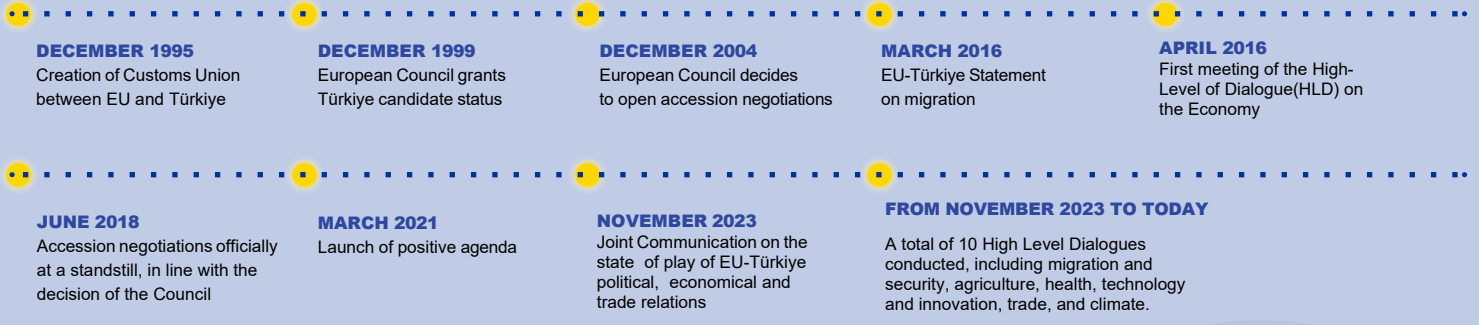 DECEMBER 1995
Creation of Customs Union
between EU and Türkiye
DECEMBER 1999
European Council grants
Türkiye candidate status
DECEMBER 2004
European Council decides
to open accession negotiations
MARCH 2016
EU-Türkiye Statement
on migration
APRIL 2016
First meeting of the High-
Level of Dialogue(HLD) on
the Economy
JUNE 2018
Accession negotiations officially
at a standstill, in line with the
decision of the Council
MARCH 2021
Launch of positive agenda
NOVEMBER 2023
Joint Communication on the
state of play of EU-Türkiye
political, economical and
trade relations
FROM NOVEMBER 2023 TO TODAY
A total of 10 High Level Dialogues
conducted, including migration and
security, agriculture, health, technology
and innovation, trade, and climate.